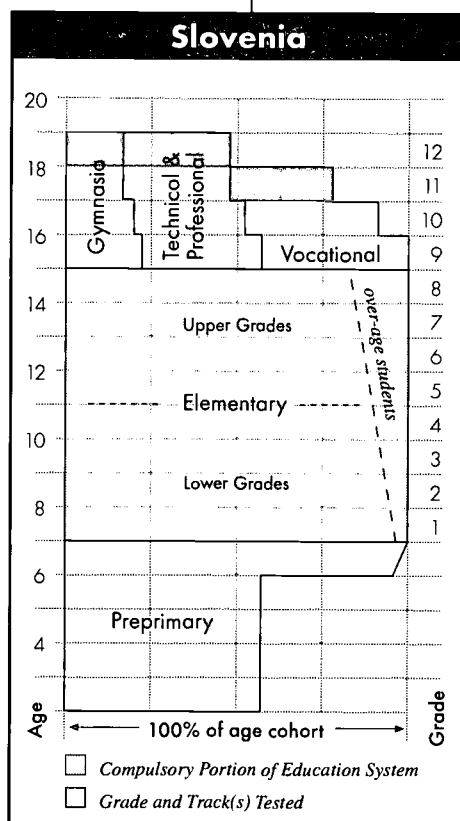 Slovenia
20
18
16
14
12
10
8
6
4
Age
Gymnasia
Technicol &
Professional
Vocational
Upper Grades
over-age students
Elementary
Lower Grades
Preprimary
12
11
10
9
8
7
6
5
4
3
2
1
Grade
100% of age cohort
Compulsory Portion of Education System
Grade and Track(s) Tested